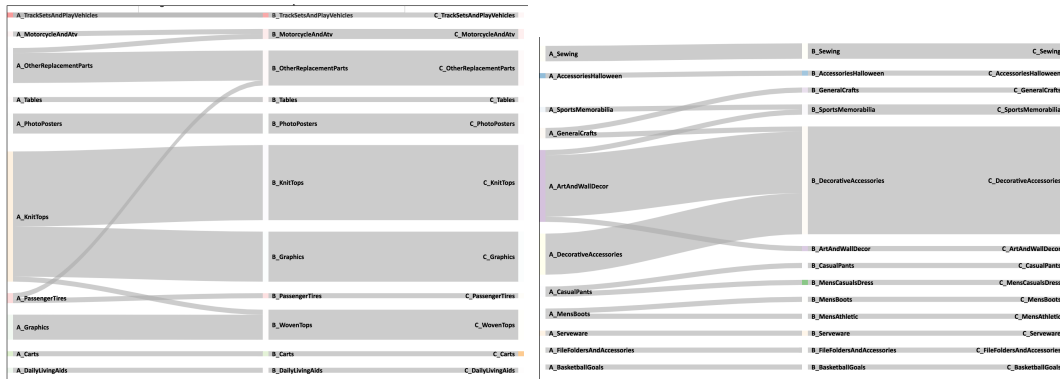 A_TrackSetsAndPlayVehicles B_TrackSetsAndPlayVehicles C_TrackSetsAndPlayVehicles
A_MotorcycleAndAtv B_MotorcycleAndAtv C_MotorcycleAndAtv
A_OtherReplacementParts B_OtherReplacementParts C_OtherReplacementParts
A_Tables B_Tables C_Tables
A_PhotoPosters B_PhotoPosters C_PhotoPosters
B_KnitTops C_KnitTops
A_KnitTops
B_Graphics C_Graphics
A_PassengerTires B_PassengerTires C_PassengerTires
A_Graphics B_WovenTops C_WovenTops
A_Carts B_Carts C_Carts
A_DailyLivingAids B_DailyLivingAids C_DailyLivingAids
A_Sewing B_Sewing C_Sewing
A_AccessoriesHalloween B_AccessoriesHalloween C_AccessoriesHalloween
B_GeneralCrafts C_GeneralCrafts
A_SportsMemorabilia B_SportsMemorabilia C_SportsMemorabilia
A_GeneralCrafts
B_DecorativeAccessories C_DecorativeAccessories
A_ArtAndWallDecor
B_ArtAndWallDecor C_ArtAndWallDecor
A_DecorativeAccessories
B_CasualPants C_CasualPants
B_MensCasualsDress C_MensCasualsDress
A_CasualPants
B_MensBoots C_MensBoots
A_MensBoots B_MensAthletic C_MensAthletic
A_Serveware B_Serveware C_Serveware
A_FileFoldersAndAccessories B_FileFoldersAndAccessories C_FileFoldersAndAccessories
A_BasketballGoals B_BasketballGoals C_BasketballGoals